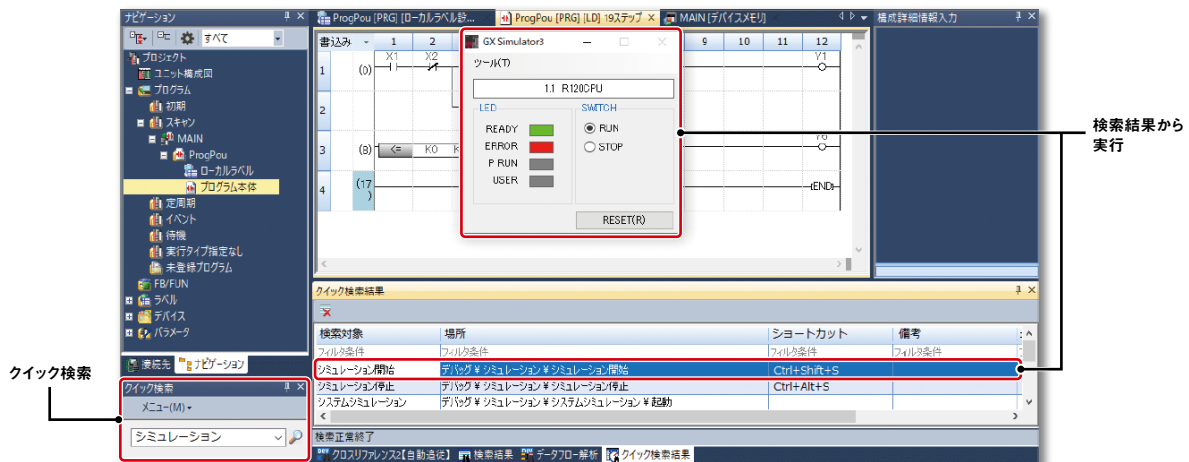 ナビゲーション
すべて
プロジェクト
ユニット構成図
プログラム
初期
スキャン
MAIN
ProgPou
ローカルラベル
プログラム本体
定周期
イベント
待機
実行タイプ指定なし
未登録プログラム
FB/FUN
ラベル
デバイス
パラメータ
接続先 ナビゲーション
クイック検索
クイック検索
メニュー(M)
シミュレーション
ProgPou [PRG] [ローカルラベル設...
ProgPou [PRG] [LD] 19ステップ
MAIN [デバイスメモリ]
構成詳細情報入力
書込み 1 2 9 10 11 12
1 (0) X1 X2 Y1
2
3 (8) <= K0 Y6
4 (17) END
GX Simulator3
ツール(T)
1.1 R120CPU
LED
READY
ERROR
P RUN
USER
SWITCH
RUN
STOP
RESET(R)
検索結果から
実行
クイック検索結果
検索対象 場所 ショートカット 備考
フィルタ条件 フィルタ条件 フィルタ条件 フィルタ条件
シミュレーション開始 デバッグ ¥ シミュレーション ¥ シミュレーション開始 Ctrl+Shift+S
シミュレーション停止 デバッグ ¥ シミュレーション ¥ シミュレーション停止 Ctrl+Alt+S
システムシミュレーション デバッグ ¥ シミュレーション ¥ システムシミュレーション ¥ 起動
検索正常終了
クロスリファレンス2【自動追従】 検索結果 データフロー解析 クイック検索結果